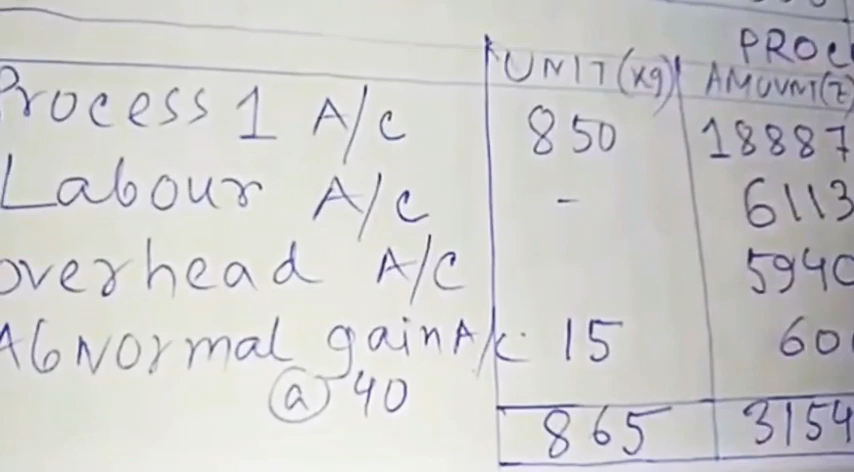 PROC
UNIT(Kg) AMOUNT(₹)
Process 1 A/C 850 18887
Labour A/C - 6113
overhead A/C 5940
Abnormal gain A/C 15 60
@ 40
865 3154